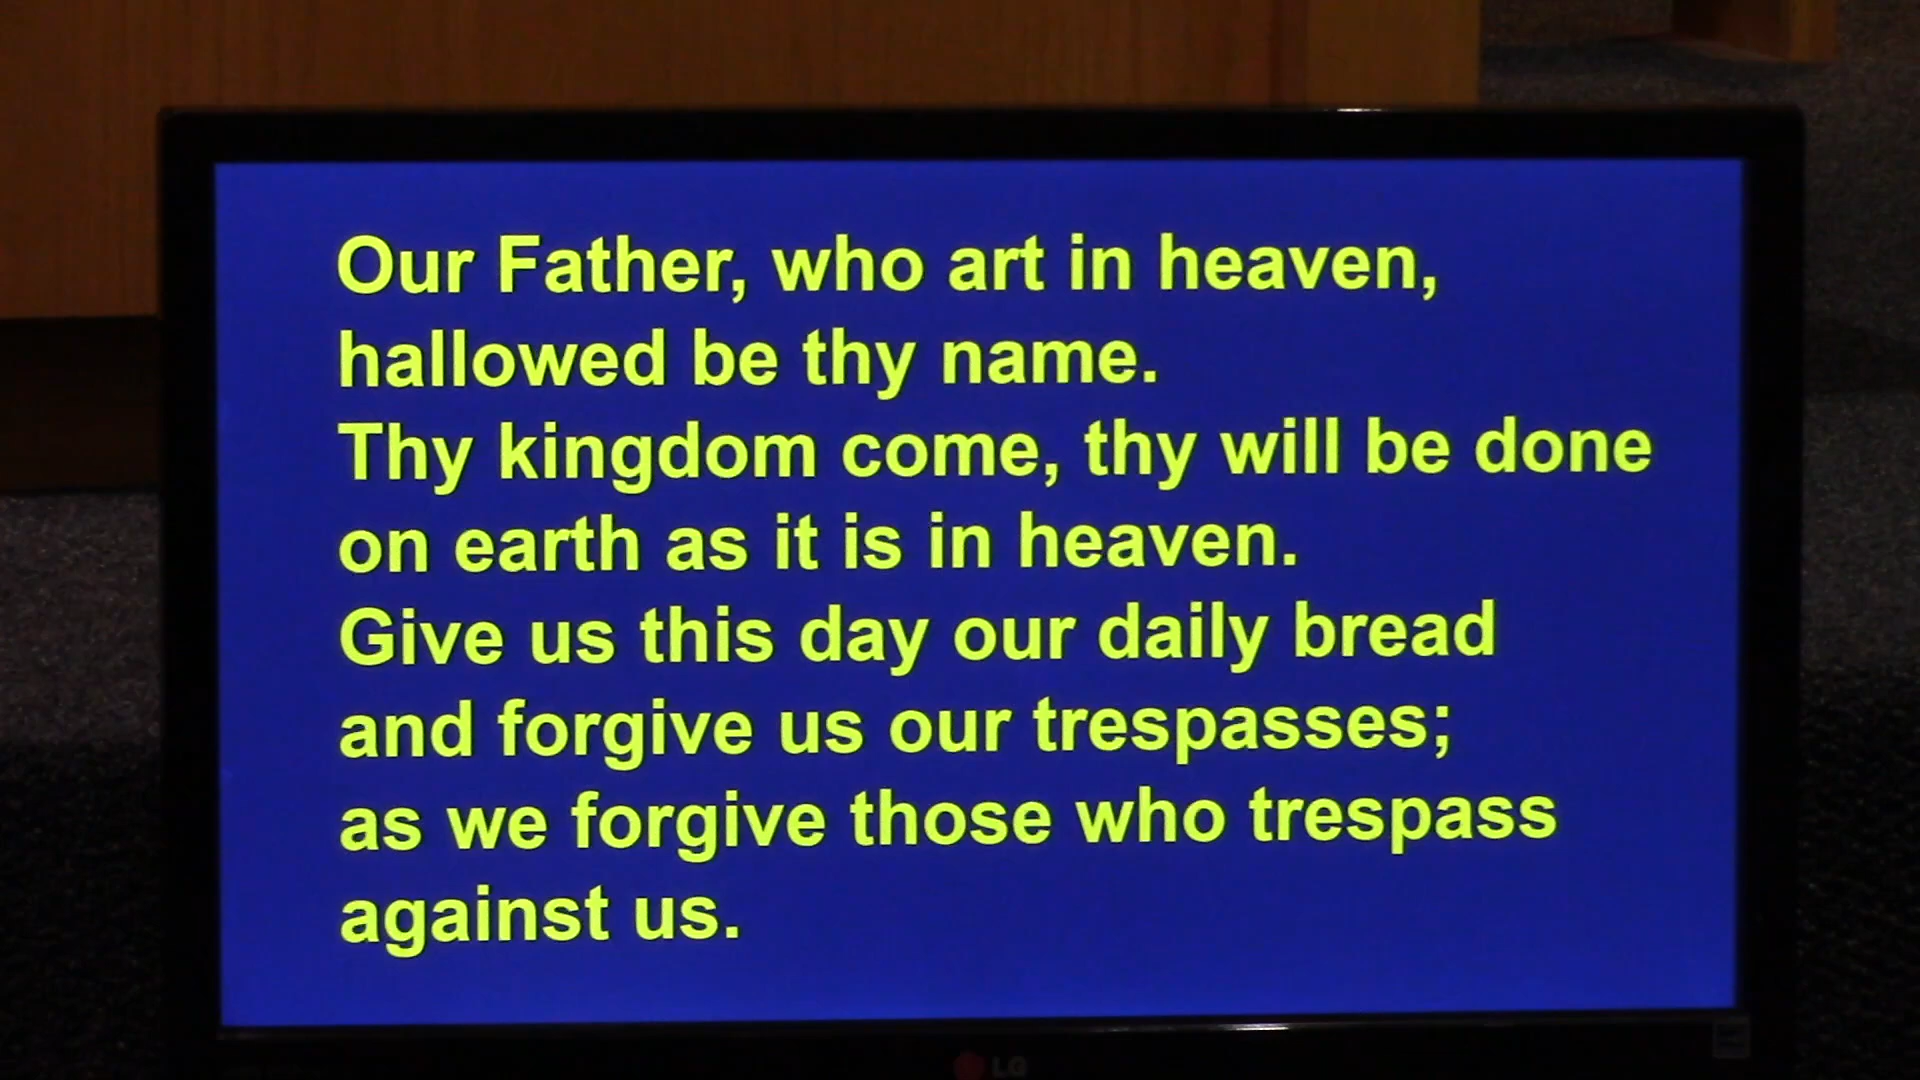 Our Father, who art in heaven,
hallowed be thy name.
Thy kingdom come, thy will be done
on earth as it is in heaven.
Give us this day our daily bread
and forgive us our trespasses;
as we forgive those who trespass
against us.
LG